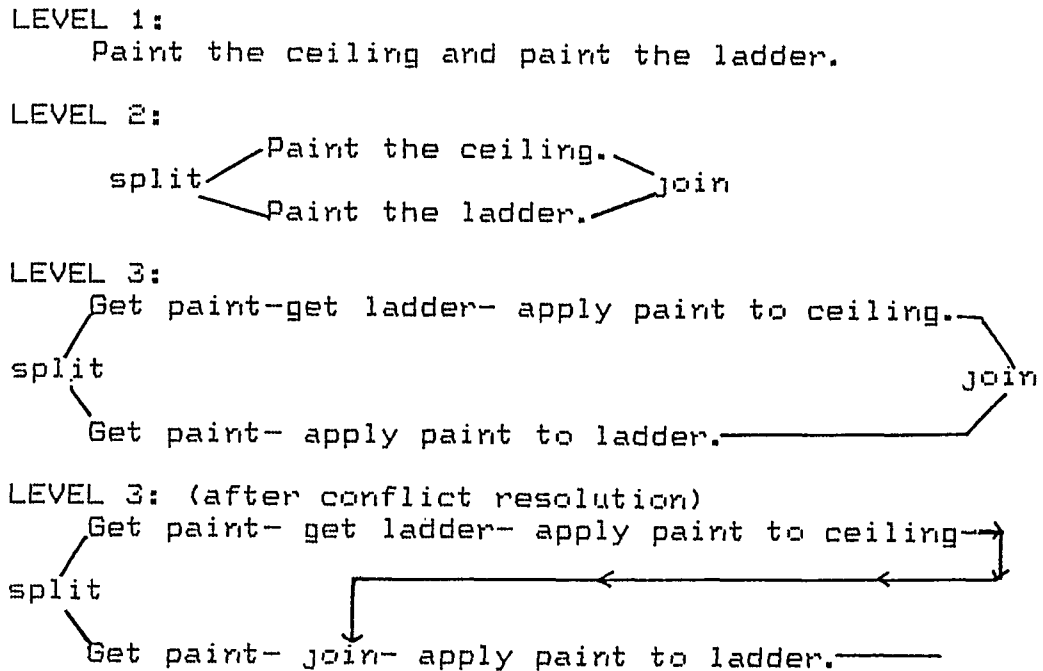 LEVEL 1:
Paint the ceiling and paint the ladder.
LEVEL 2:
Paint the ceiling.
split join
Paint the ladder.
LEVEL 3:
Get paint-get ladder- apply paint to ceiling.
split join
Get paint- apply paint to ladder.
LEVEL 3: (after conflict resolution)
Get paint- get ladder- apply paint to ceiling
split
Get paint- join- apply paint to ladder.